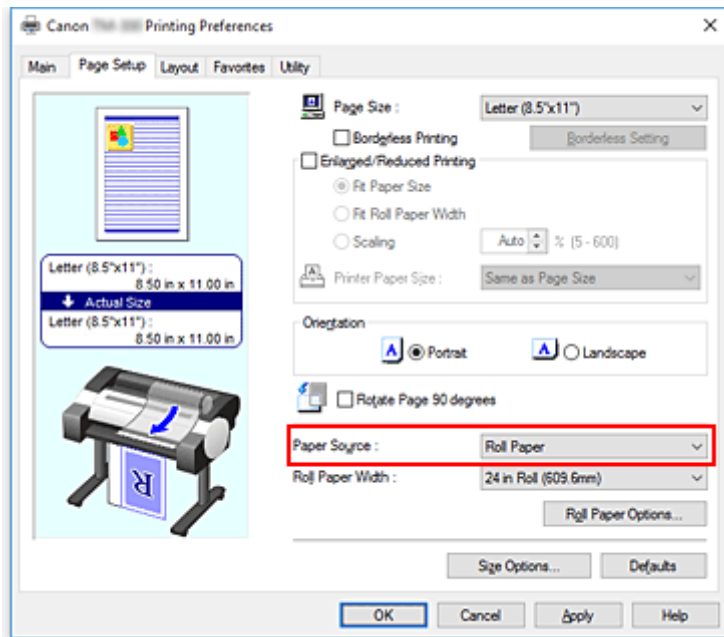 Canon Printing Preferences
Main Page Setup Layout Favorites Utility
Page Size : Letter (8.5"x11")
Borderless Printing Borderless Setting
Enlarged/Reduced Printing
Fit Paper Size
Fit Roll Paper Width
Scaling Auto % (5 - 600)
Printer Paper Size : Same as Page Size
Letter (8.5"x11") :
8.50 in x 11.00 in
Actual Size
Letter (8.5"x11") :
8.50 in x 11.00 in
Orientation
A Portrait A Landscape
Rotate Page 90 degrees
Paper Source : Roll Paper
Roll Paper Width : 24 in Roll (609.6mm)
R
Roll Paper Options...
Size Options... Defaults
OK Cancel Apply Help